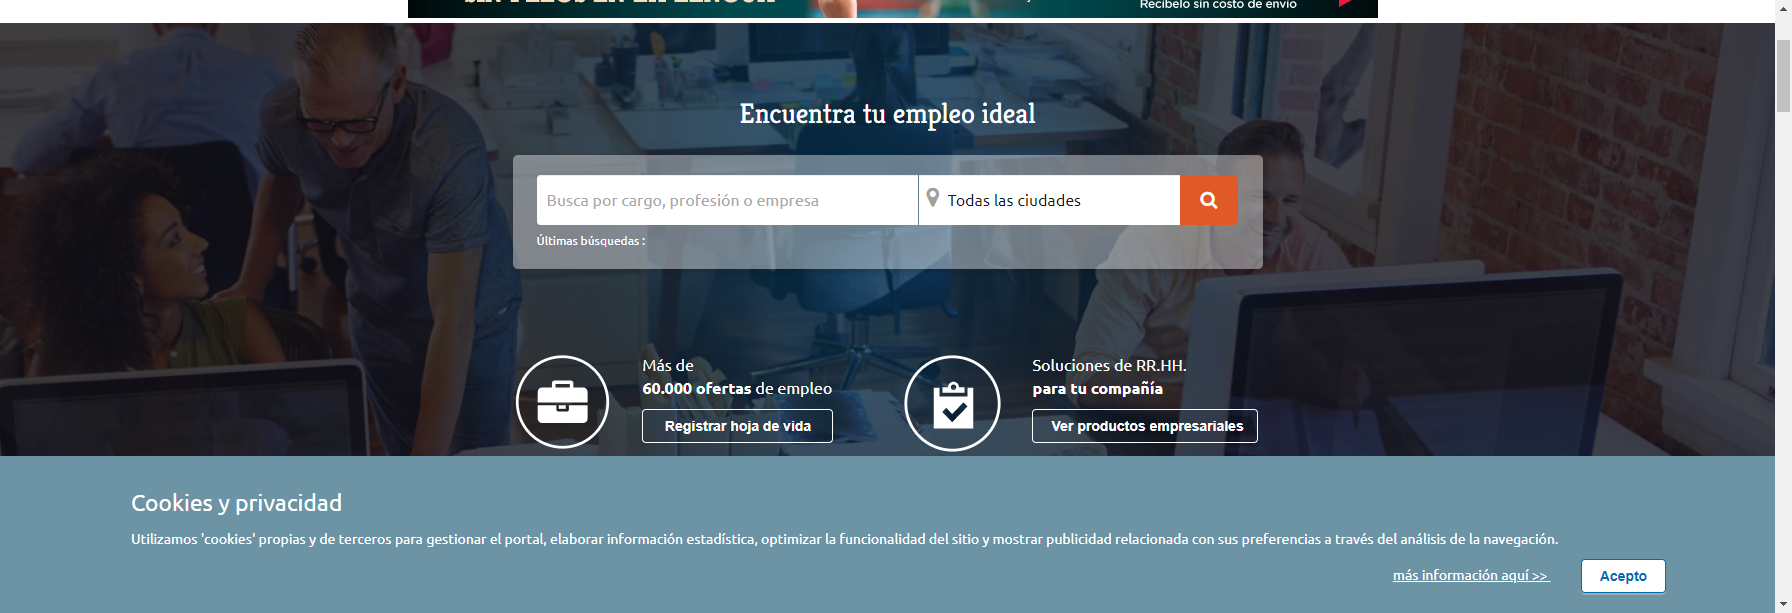 Recíbelo sin costo de envío
Encuentra tu empleo ideal
Busca por cargo, profesión o empresa
Todas las ciudades
Últimas búsquedas :
Más de
60.000 ofertas de empleo
Registrar hoja de vida
Soluciones de RR.HH.
para tu compañía
Ver productos empresariales
Cookies y privacidad
Utilizamos 'cookies' propias y de terceros para gestionar el portal, elaborar información estadística, optimizar la funcionalidad del sitio y mostrar publicidad relacionada con sus preferencias a través del análisis de la navegación.
más información aquí >>
Acepto